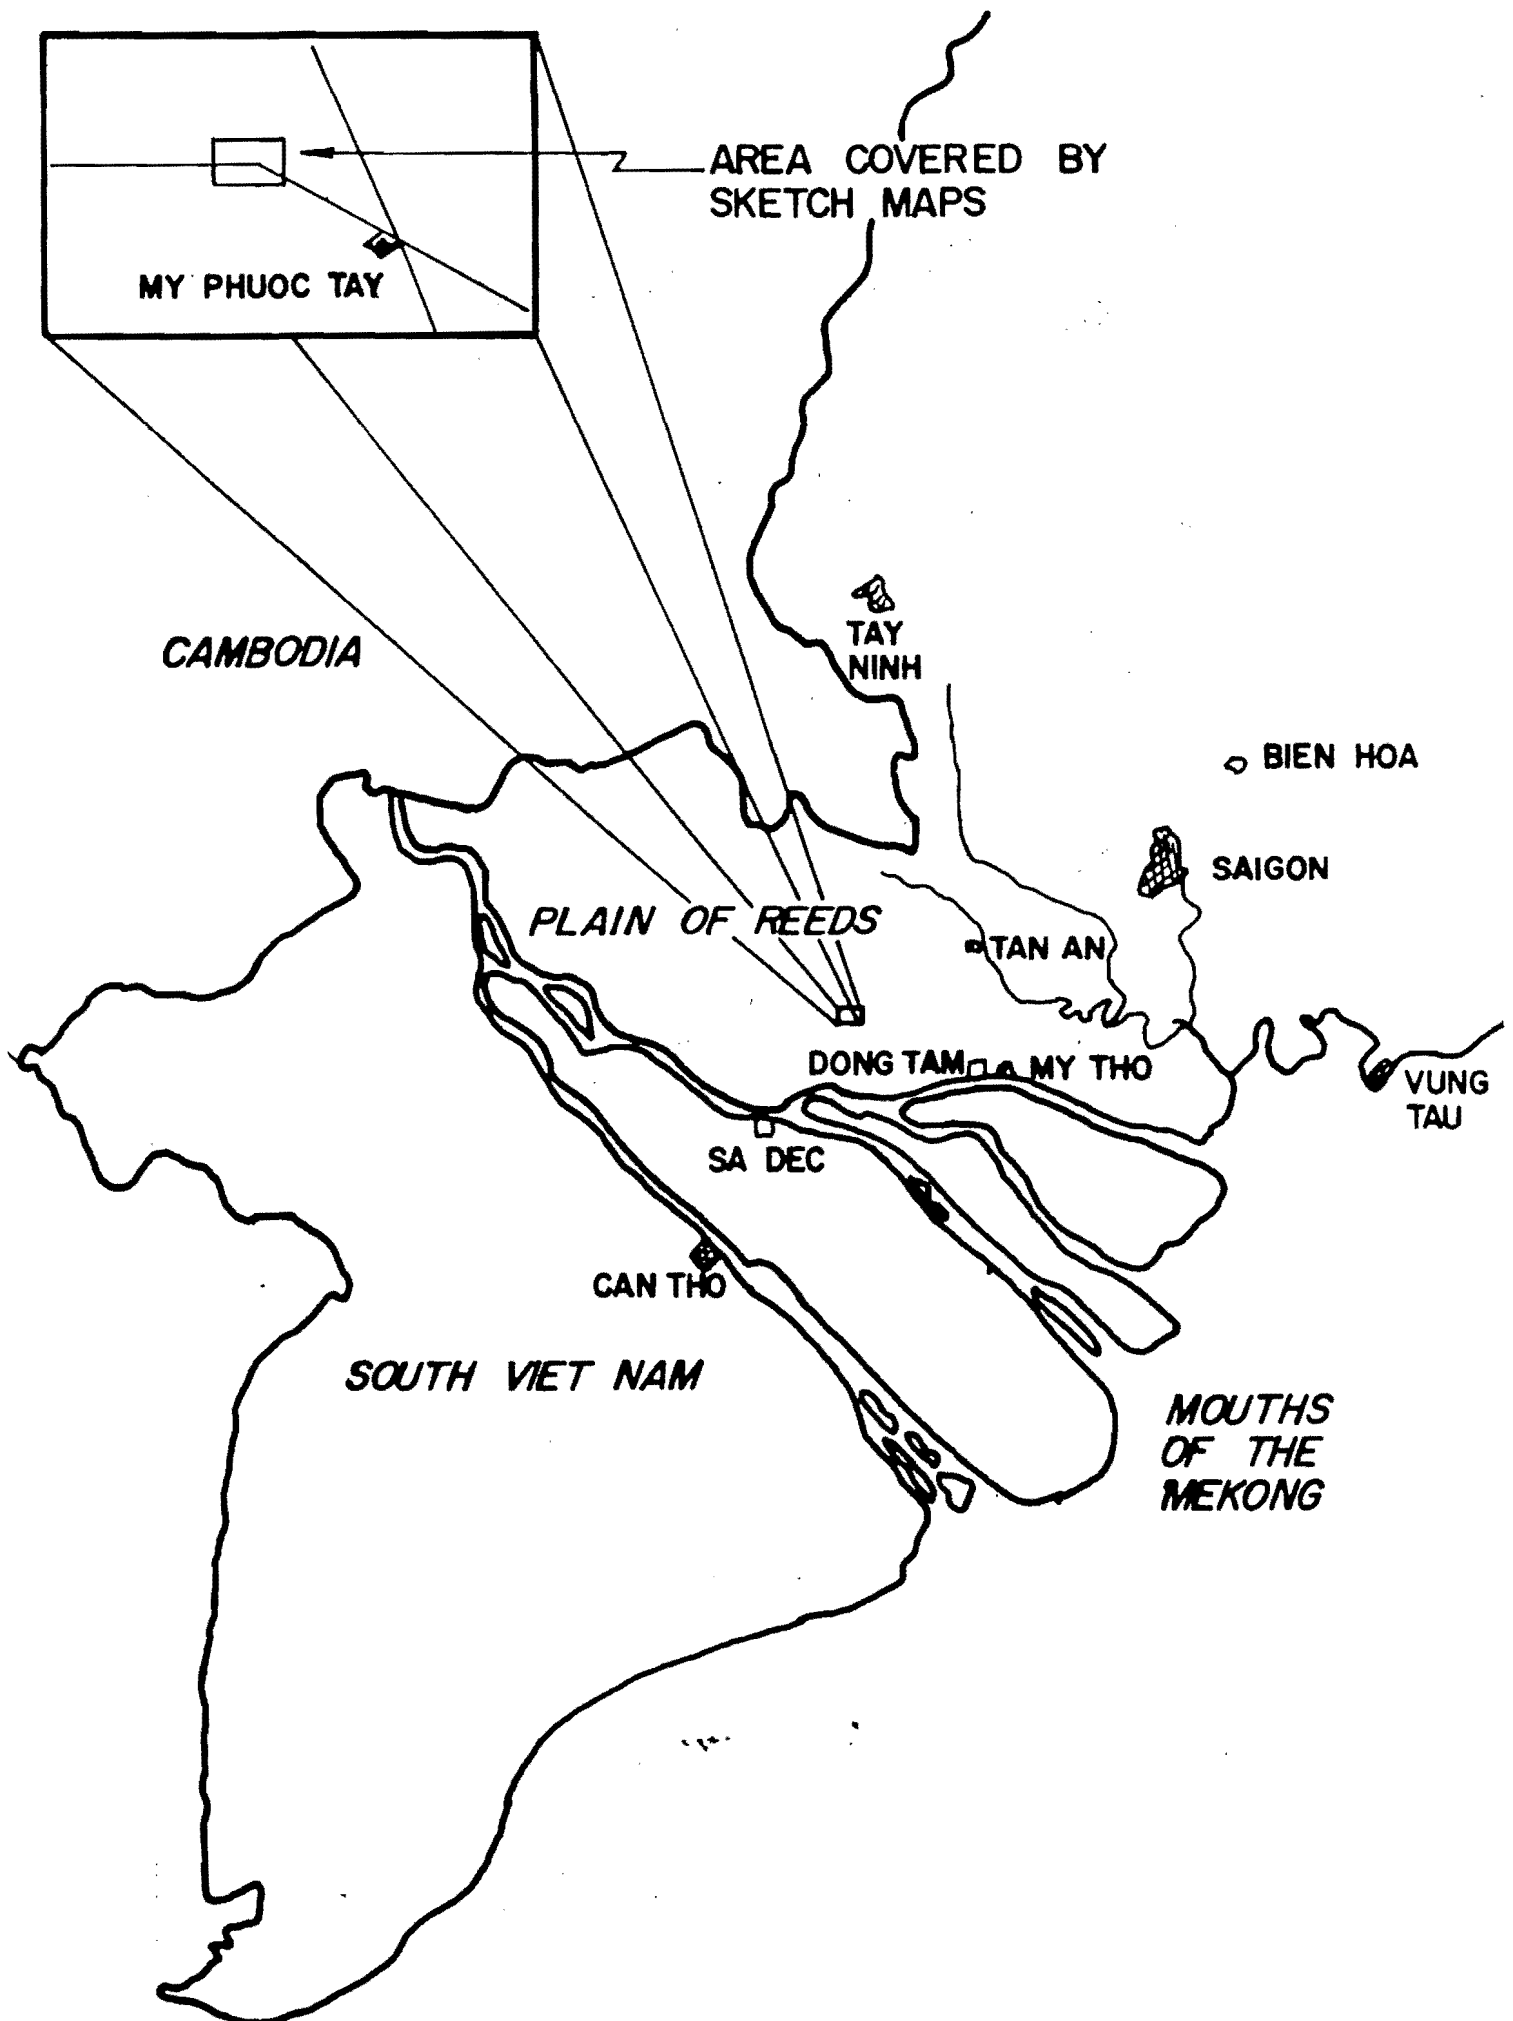 AREA COVERED BY
SKETCH MAPS
MY PHUOC TAY
TAY
NINH
CAMBODIA
BIEN HOA
SAIGON
PLAIN OF REEDS
TAN AN
DONG TAM
MY THO
VUNG
TAU
SA DEC
CAN THO
SOUTH VIET NAM
MOUTHS
OF THE
MEKONG